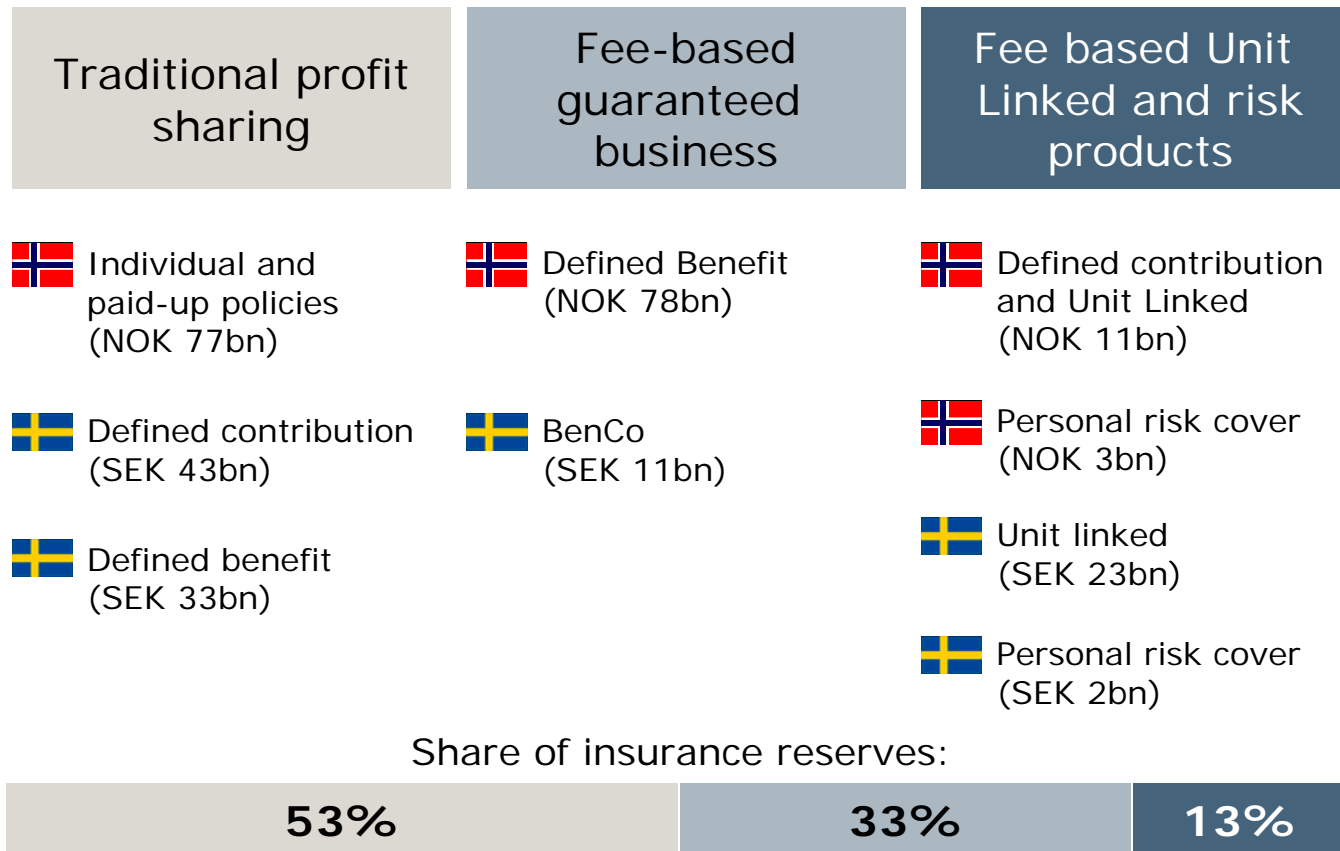 Traditional profit
sharing
Fee-based
guaranteed
business
Fee based Unit
Linked and risk
products
Individual and
paid-up policies
(NOK 77bn)
Defined contribution
(SEK 43bn)
Defined benefit
(SEK 33bn)
Defined Benefit
(NOK 78bn)
BenCo
(SEK 11bn)
Defined contribution
and Unit Linked
(NOK 11bn)
Personal risk cover
(NOK 3bn)
Unit linked
(SEK 23bn)
Personal risk cover
(SEK 2bn)
Share of insurance reserves:
53%
33%
13%